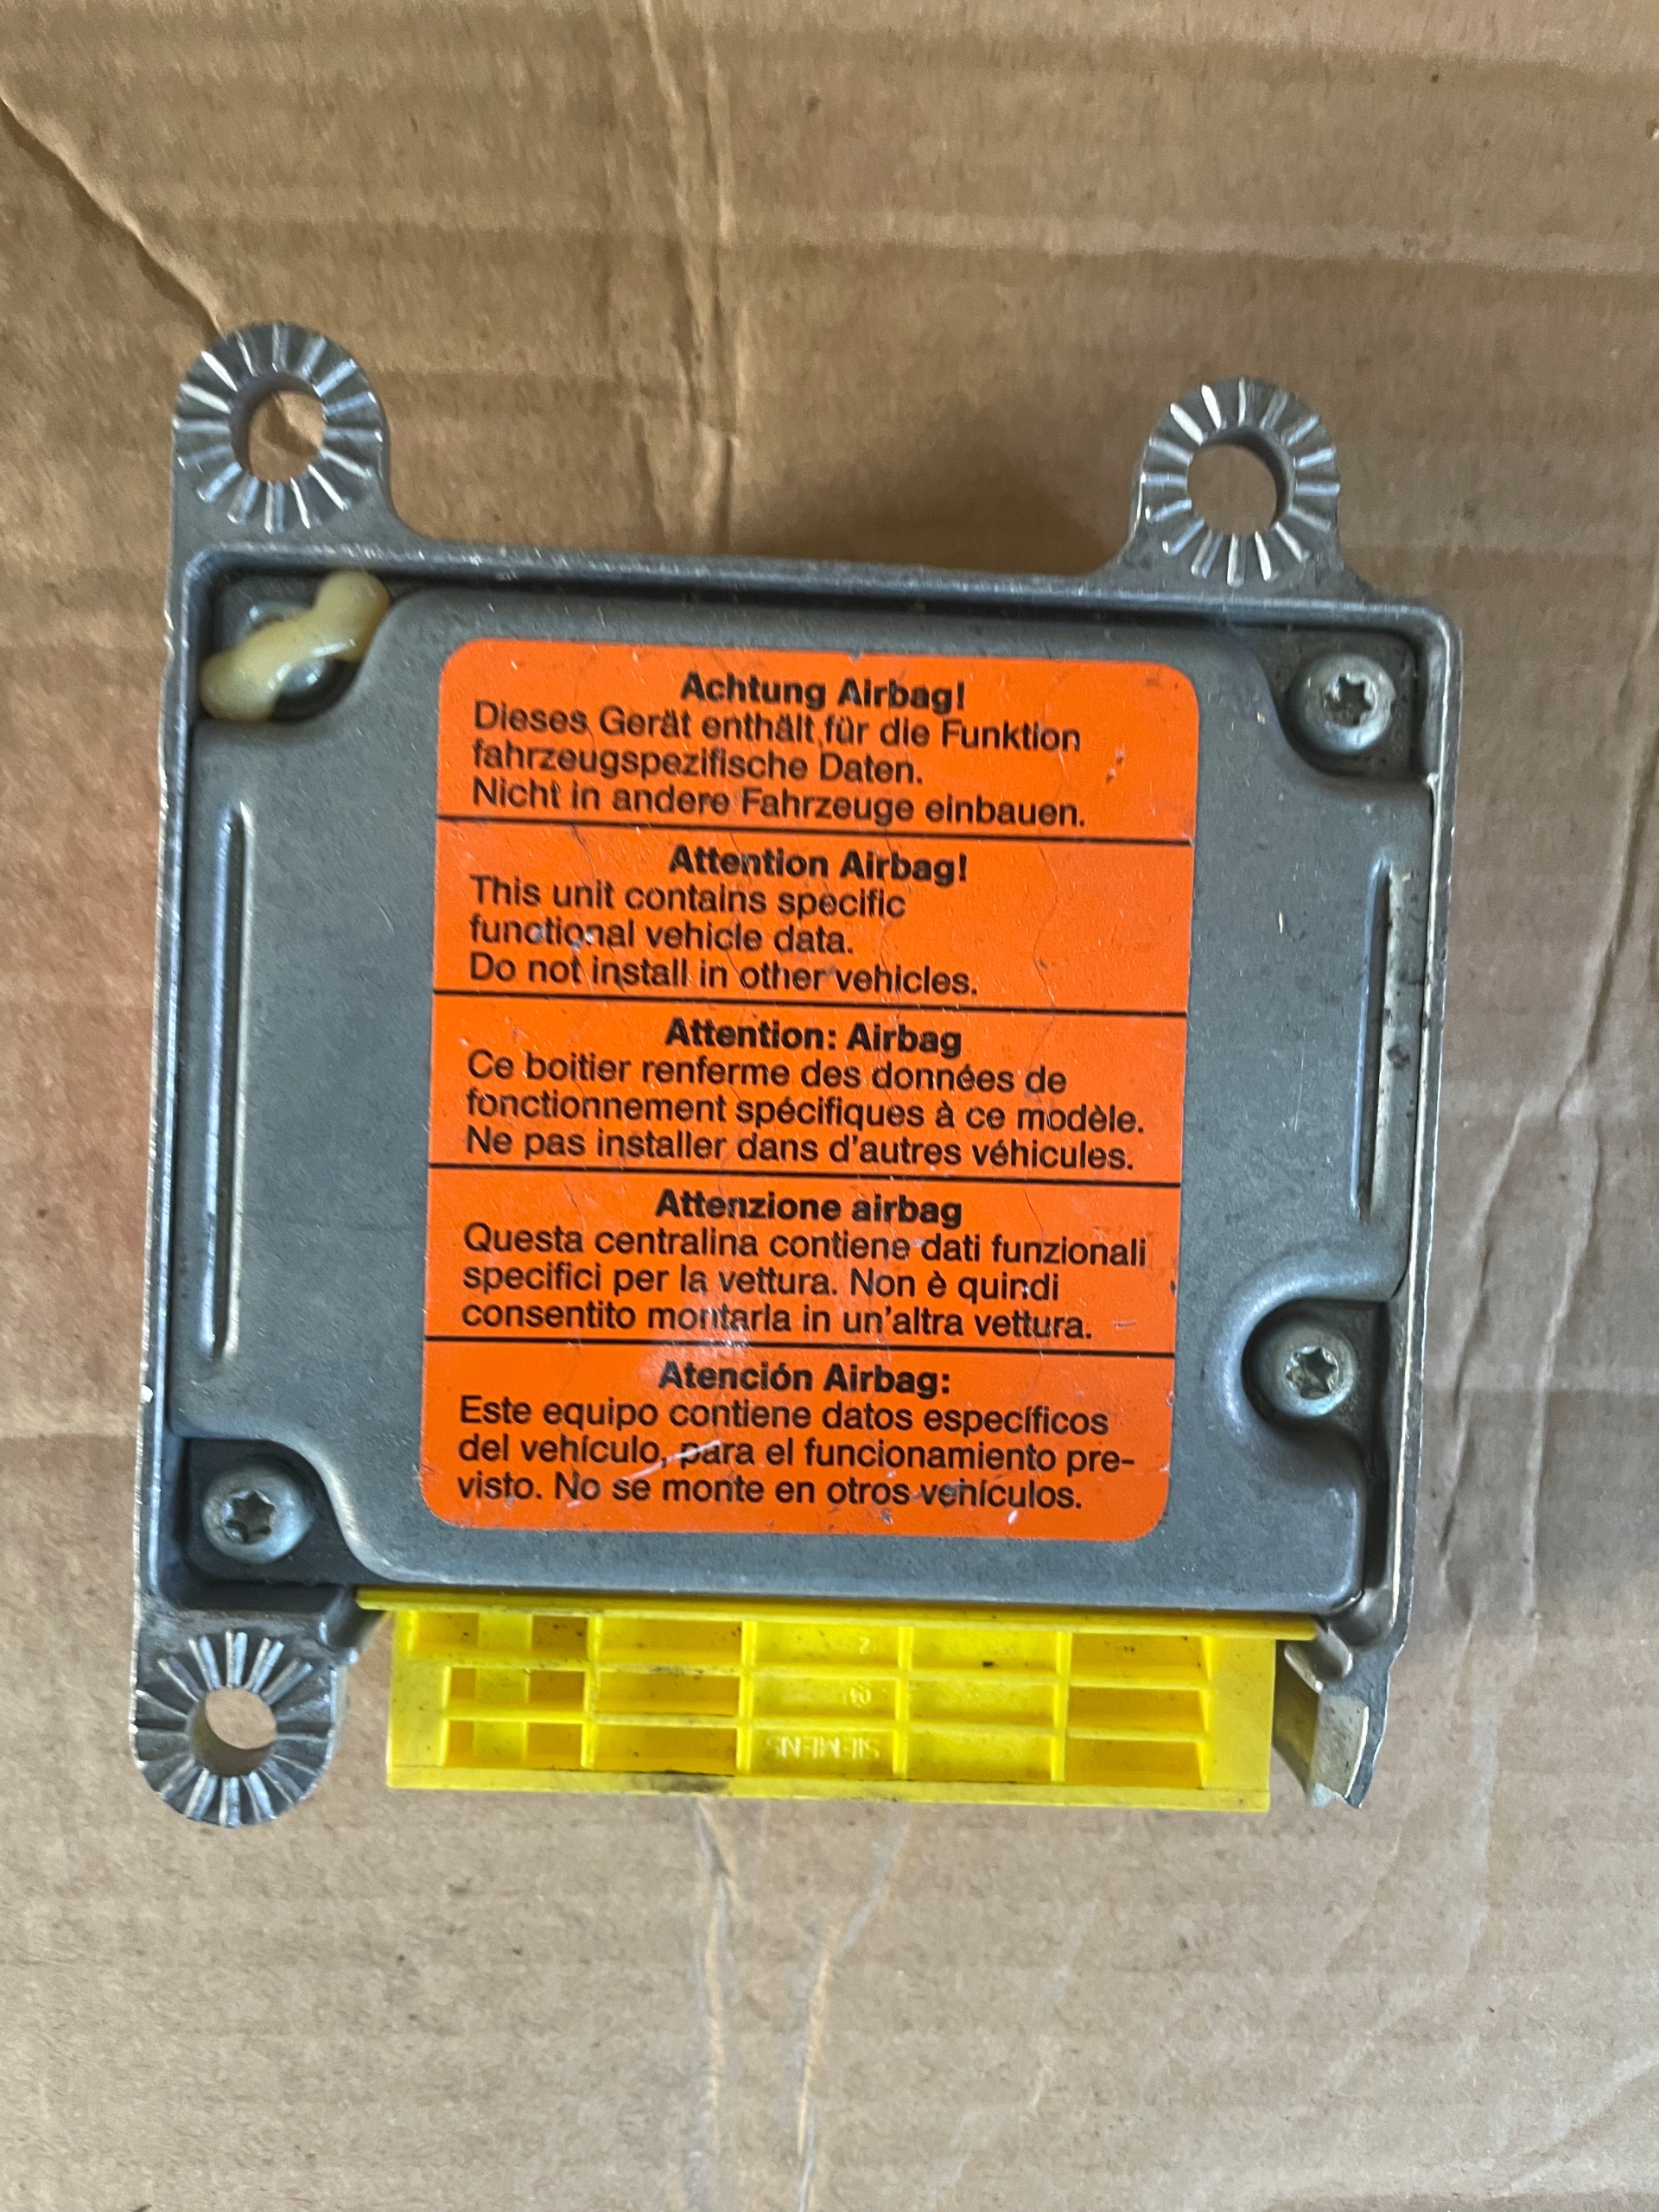 Achtung Airbag!
Dieses Gerät enthält für die Funktion
fahrzeugspezifische Daten.
Nicht in andere Fahrzeuge einbauen.
Attention Airbag!
This unit contains specific
functional vehicle data.
Do not install in other vehicles.
Attention: Airbag
Ce boitier renferme des données de
fonctionnement spécifiques à ce modèle.
Ne pas installer dans d'autres véhicules.
Attenzione airbag
Questa centralina contiene dati funzionali
specifici per la vettura. Non è quindi
consentito montarla in un'altra vettura.
Atención Airbag:
Este equipo contiene datos específicos
del vehículo, para el funcionamiento pre-
visto. No se monte en otros vehículos.
2
SIEMENS